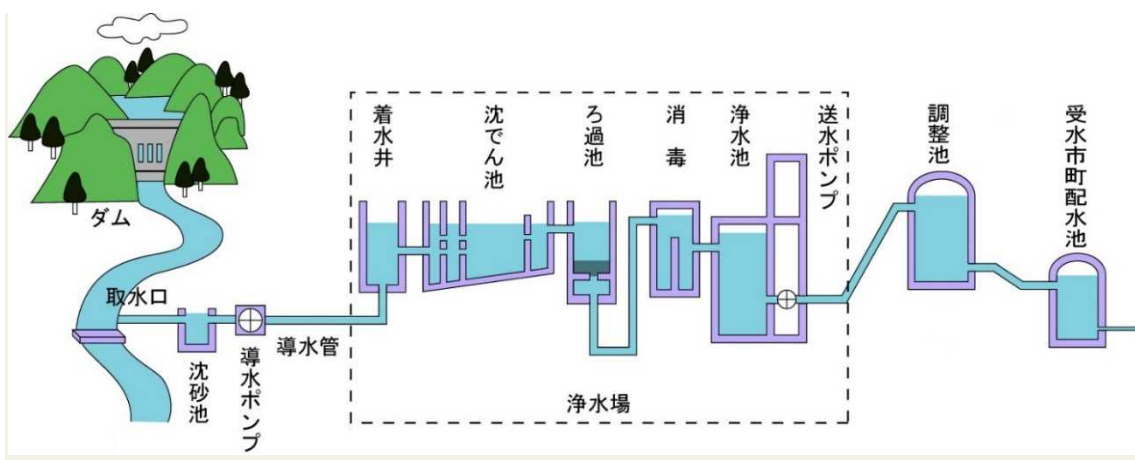 ダム
取水口
沈砂池
導水ポンプ
導水管
着水井
沈でん池
ろ過池
消毒
浄水池
送水ポンプ
浄水場
調整池
受水市町配水池